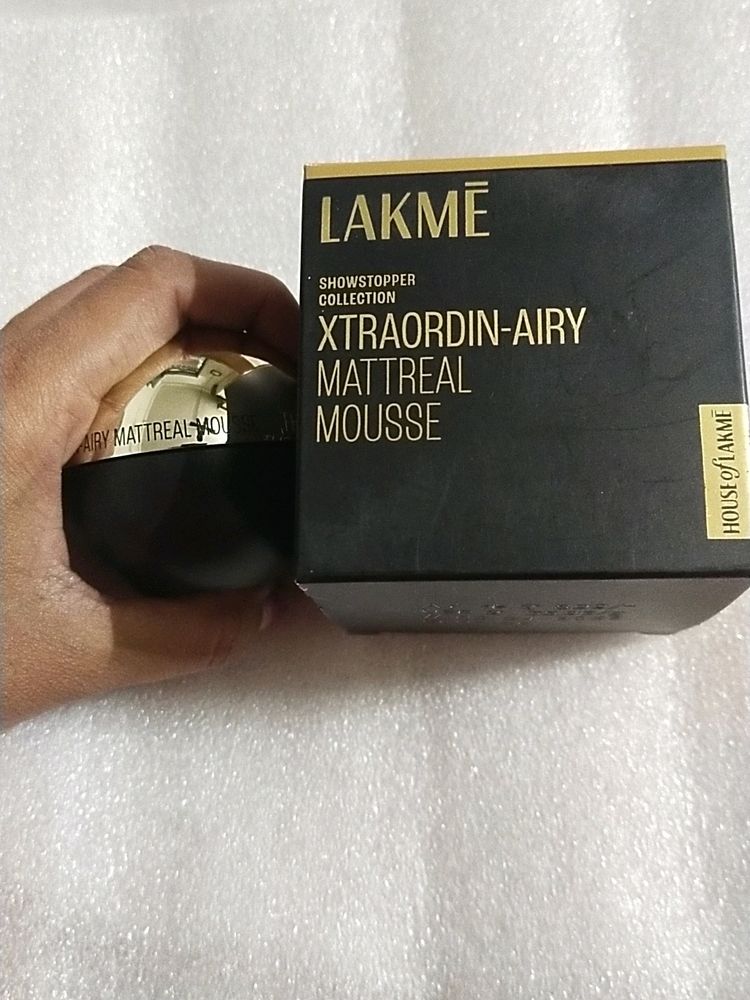 LAKMĒ
SHOWSTOPPER
COLLECTION
XTRAORDIN-AIRY
MATTREAL
MOUSSE
HOUSE of LAKMĒ
-AIRY MATTREAL MOUSSE